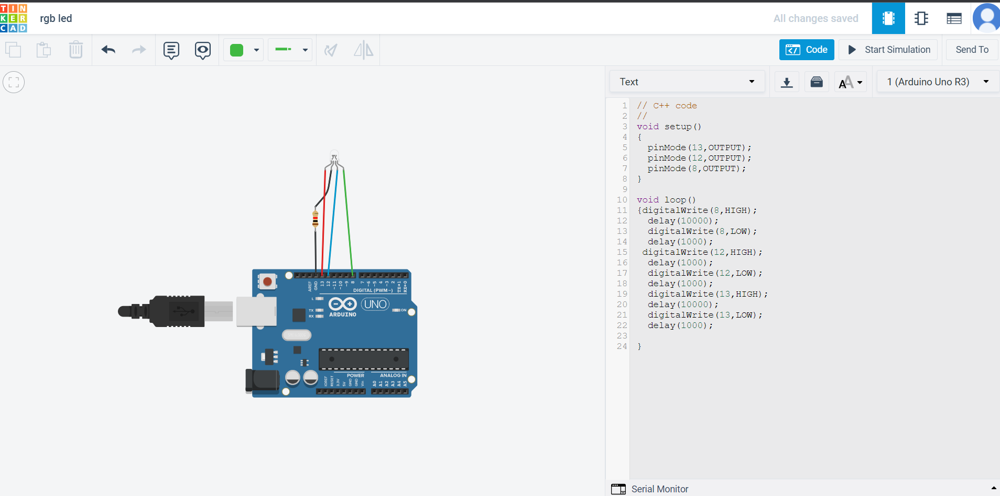 TIN
KER
CAD
rgb led
All changes saved
Code
Start Simulation
Send To
Text
1 (Arduino Uno R3)
1 // C++ code
2 //
3 void setup()
4 {
5 pinMode(13,OUTPUT);
6 pinMode(12,OUTPUT);
7 pinMode(8,OUTPUT);
8 }
9
10 void loop()
11 {digitalWrite(8,HIGH);
12 delay(10000);
13 digitalWrite(8,LOW);
14 delay(1000);
15 digitalWrite(12,HIGH);
16 delay(1000);
17 digitalWrite(12,LOW);
18 delay(1000);
19 digitalWrite(13,HIGH);
20 delay(10000);
21 digitalWrite(13,LOW);
22 delay(1000);
23
24 }
AREF GND 13 12 ~11 ~10 ~9 8 7 ~6 ~5 4 ~3 2 TX→1 RX←0
DIGITAL (PWM~)
L
TX
RX
ARDUINO
UNO
ON
POWER
ANALOG IN
IOREF RESET 3.3V 5V GND GND Vin A0 A1 A2 A3 A4 A5
Serial Monitor